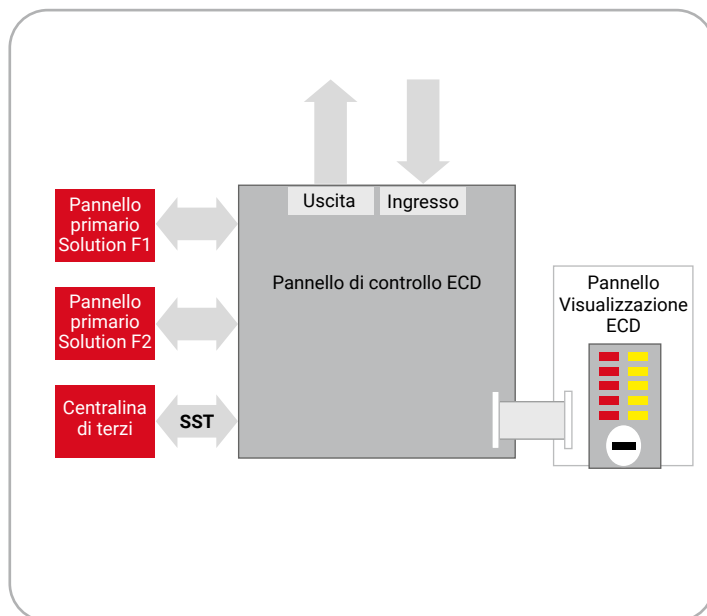 Uscita
Ingresso
Pannello
primario
Solution F1
Pannello di controllo ECD
Pannello
Visualizzazione
ECD
Pannello
primario
Solution F2
Centralina
di terzi
SST